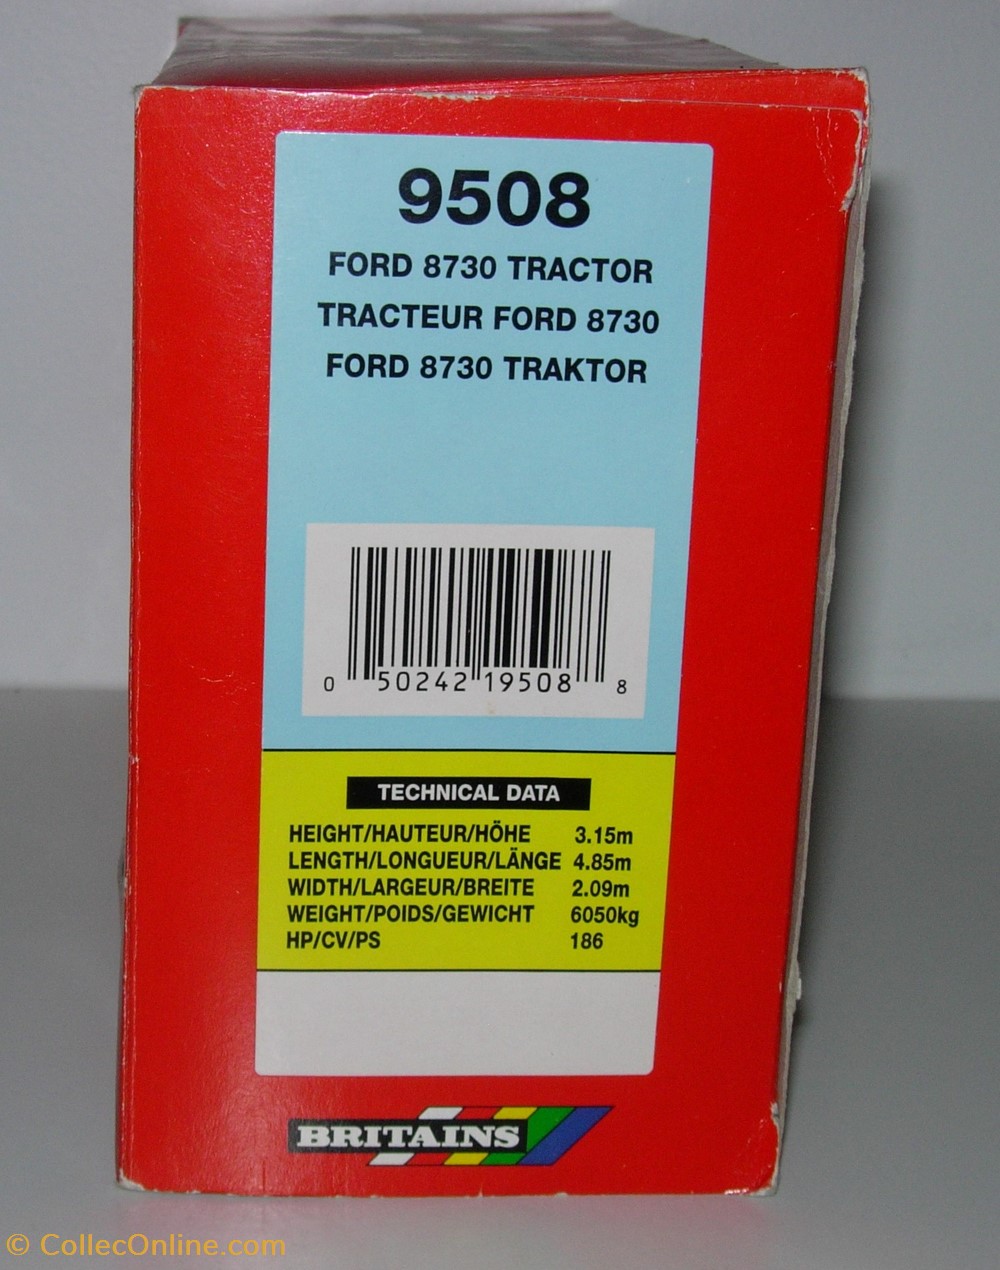 9508
FORD 8730 TRACTOR
TRACTEUR FORD 8730
FORD 8730 TRAKTOR
0 50242 19508 8
TECHNICAL DATA
HEIGHT/HAUTEUR/HÖHE 3.15m
LENGTH/LONGUEUR/LÄNGE 4.85m
WIDTH/LARGEUR/BREITE 2.09m
WEIGHT/POIDS/GEWICHT 6050kg
HP/CV/PS 186
BRITAINS
© CollecOnline.com